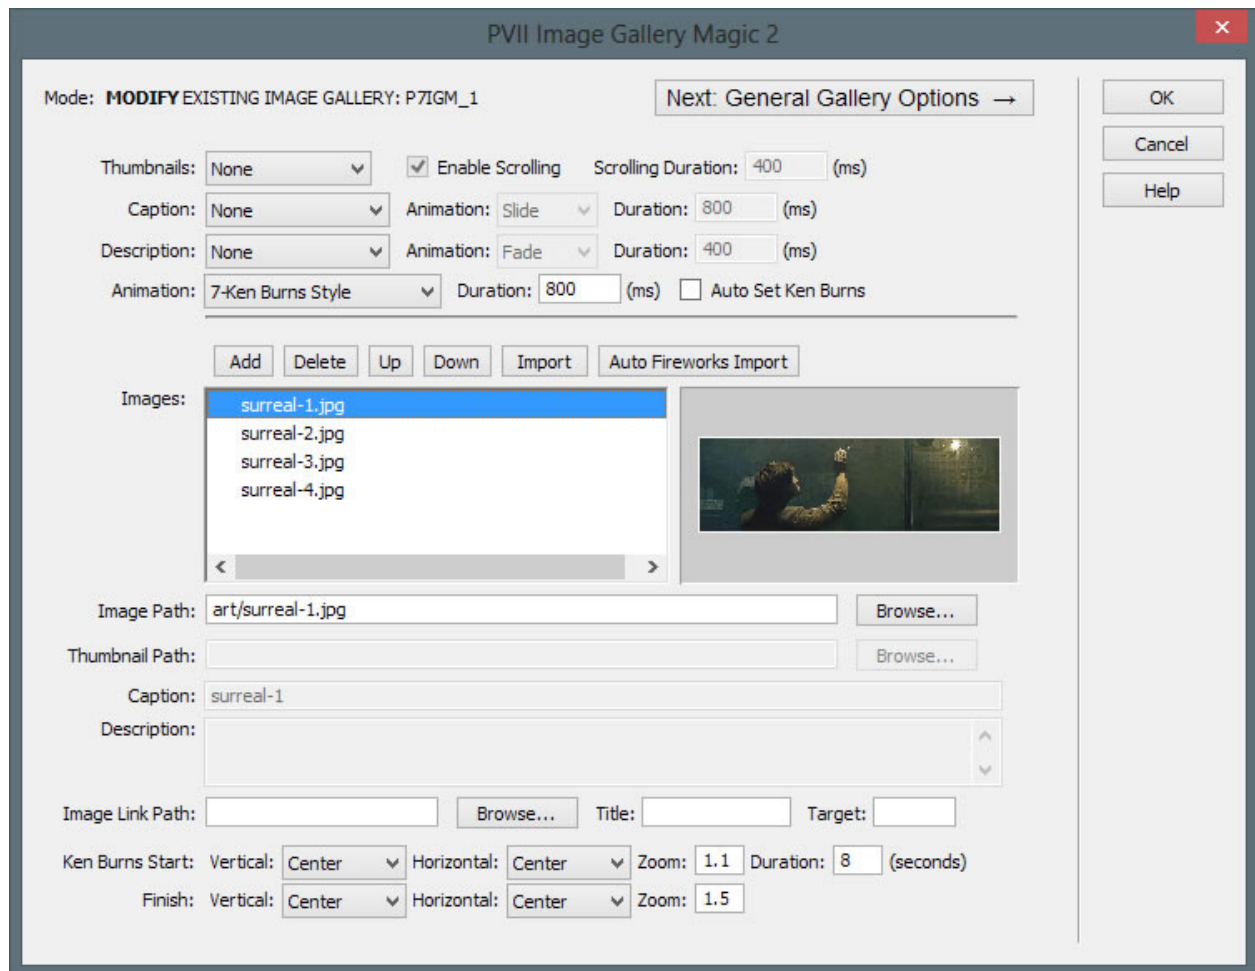 PVII Image Gallery Magic 2
Mode: MODIFY EXISTING IMAGE GALLERY: P7IGM_1 Next: General Gallery Options → OK
Cancel
Help
Thumbnails: None Enable Scrolling Scrolling Duration: 400 (ms)
Caption: None Animation: Slide Duration: 800 (ms)
Description: None Animation: Fade Duration: 400 (ms)
Animation: 7-Ken Burns Style Duration: 800 (ms) Auto Set Ken Burns
Add Delete Up Down Import Auto Fireworks Import
Images: surreal-1.jpg
surreal-2.jpg
surreal-3.jpg
surreal-4.jpg
Image Path: art/surreal-1.jpg Browse...
Thumbnail Path: Browse...
Caption: surreal-1
Description:
Image Link Path: Browse... Title: Target:
Ken Burns Start: Vertical: Center Horizontal: Center Zoom: 1.1 Duration: 8 (seconds)
Finish: Vertical: Center Horizontal: Center Zoom: 1.5